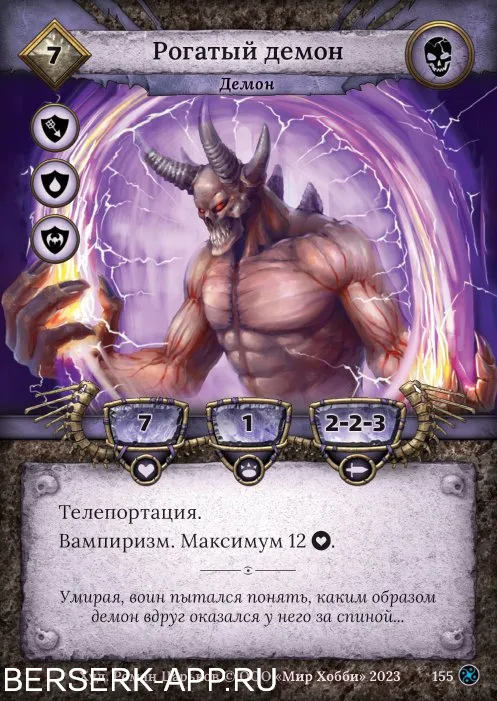 7
Рогатый демон
Демон
7
1
2-2-3
Телепортация.
Вампиризм. Максимум 12
Умирая, воин пытался понять, каким образом
демон вдруг оказался у него за спиной...
ООО «Мир Хобби» 2023
155
BERSERK-APP.RU